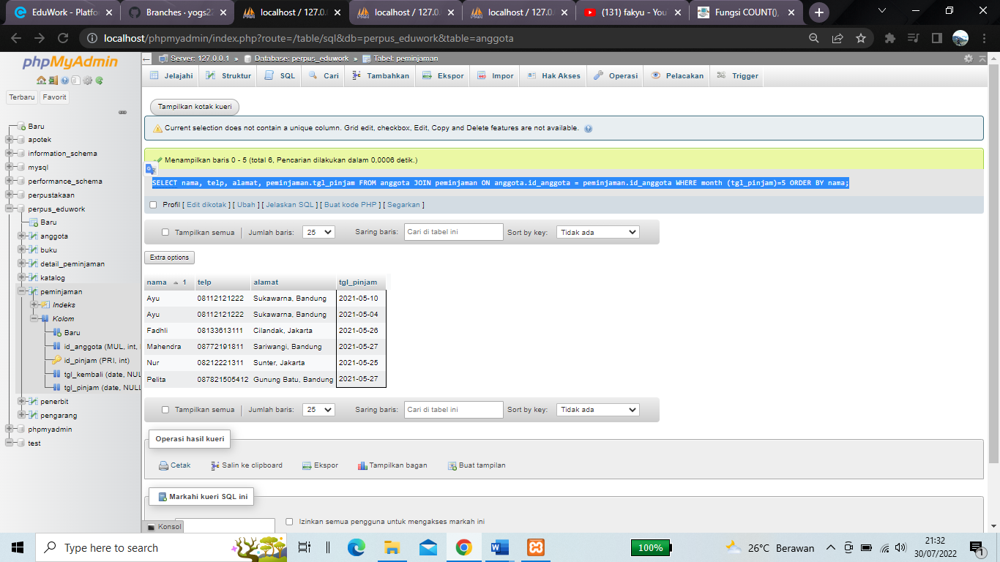 EduWork - Platfo
Branches · yogs22
localhost / 127.0.
localhost / 127.0.
localhost / 127.0.
(131) fakyu - You
Fungsi COUNT(),
localhost/phpmyadmin/index.php?route=/table/sql&db=perpus_eduwork&table=anggota
phpMyAdmin
Terbaru Favorit
Baru
apotek
information_schema
mysql
performance_schema
perpustakaan
perpus_eduwork
Baru
anggota
buku
detail_peminjaman
katalog
peminjaman
Indeks
Kolom
Baru
id_anggota (MUL, int,
id_pinjam (PRI, int)
tgl_kembali (date, NUL
tgl_pinjam (date, NULL
penerbit
pengarang
phpmyadmin
test
Server: 127.0.0.1 » Database: perpus_eduwork » Tabel: peminjaman
Jelajahi Struktur SQL Cari Tambahkan Ekspor Impor Hak Akses Operasi Pelacakan Trigger
Tampilkan kotak kueri
Current selection does not contain a unique column. Grid edit, checkbox, Edit, Copy and Delete features are not available.
Menampilkan baris 0 - 5 (total 6, Pencarian dilakukan dalam 0,0006 detik.)
SELECT nama, telp, alamat, peminjaman.tgl_pinjam FROM anggota JOIN peminjaman ON anggota.id_anggota = peminjaman.id_anggota WHERE month (tgl_pinjam)=5 ORDER BY nama;
Profil [ Edit dikotak ] [ Ubah ] [ Jelaskan SQL ] [ Buat kode PHP ] [ Segarkan ]
Tampilkan semua | Jumlah baris: 25 Saring baris: Cari di tabel ini Sort by key: Tidak ada
Extra options
nama 1 telp alamat tgl_pinjam
Ayu 08112121222 Sukawarna, Bandung 2021-05-10
Ayu 08112121222 Sukawarna, Bandung 2021-05-04
Fadhli 08133613111 Cilandak, Jakarta 2021-05-26
Mahendra 08772191811 Sariwangi, Bandung 2021-05-27
Nur 08212221311 Sunter, Jakarta 2021-05-25
Pelita 087821505412 Gunung Batu, Bandung 2021-05-27
Tampilkan semua | Jumlah baris: 25 Saring baris: Cari di tabel ini Sort by key: Tidak ada
Operasi hasil kueri
Cetak Salin ke clipboard Ekspor Tampilkan bagan Buat tampilan
Markahi kueri SQL ini
Konsol
Izinkan semua pengguna untuk mengakses markah ini
Type here to search
100%
26°C Berawan
21:32
30/07/2022
1